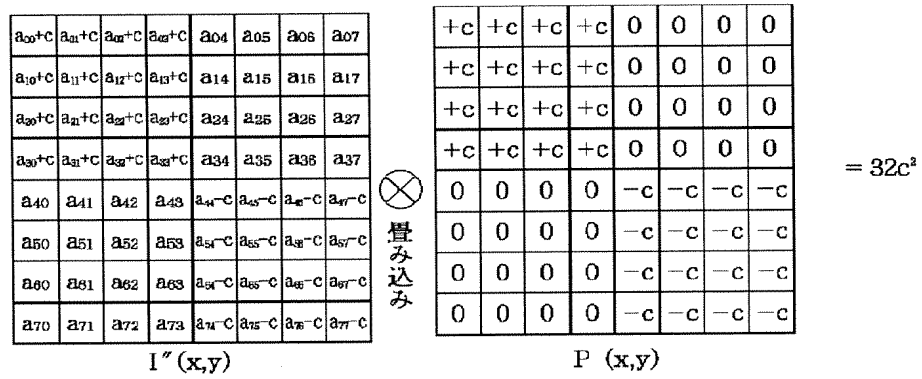 a₀₀+c a₀₁+c a₀₂+c a₀₃+c a₀₄ a₀₅ a₀₆ a₀₇
a₁₀+c a₁₁+c a₁₂+c a₁₃+c a₁₄ a₁₅ a₁₆ a₁₇
a₂₀+c a₂₁+c a₂₂+c a₂₃+c a₂₄ a₂₅ a₂₆ a₂₇
a₃₀+c a₃₁+c a₃₂+c a₃₃+c a₃₄ a₃₅ a₃₆ a₃₇
a₄₀ a₄₁ a₄₂ a₄₃ a₄₄-c a₄₅-c a₄₆-c a₄₇-c
a₅₀ a₅₁ a₅₂ a₅₃ a₅₄-c a₅₅-c a₅₆-c a₅₇-c
a₆₀ a₆₁ a₆₂ a₆₃ a₆₄-c a₆₅-c a₆₆-c a₆₇-c
a₇₀ a₇₁ a₇₂ a₇₃ a₇₄-c a₇₅-c a₇₆-c a₇₇-c
I″(x,y)
⊗
畳み込み
+c +c +c +c 0 0 0 0
+c +c +c +c 0 0 0 0
+c +c +c +c 0 0 0 0
+c +c +c +c 0 0 0 0
0 0 0 0 -c -c -c -c
0 0 0 0 -c -c -c -c
0 0 0 0 -c -c -c -c
0 0 0 0 -c -c -c -c
P (x,y)
= 32c²